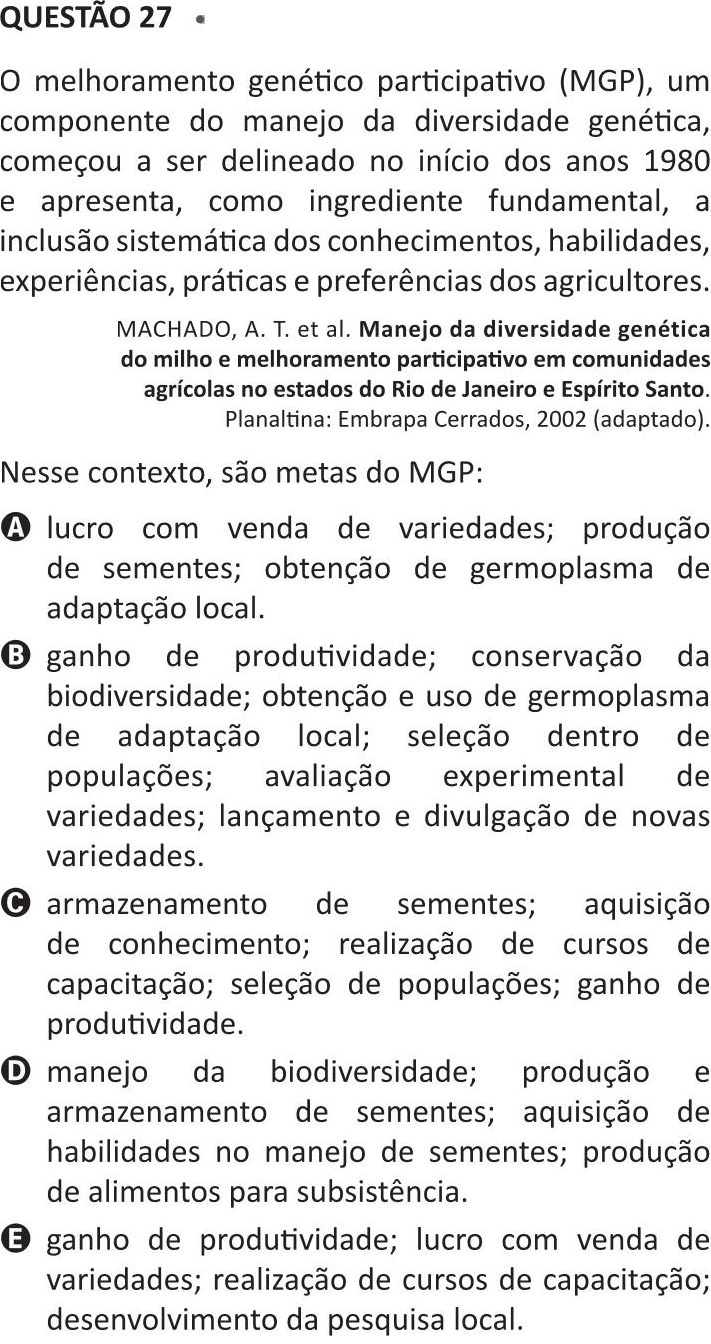 QUESTÃO 27
O melhoramento genético participativo (MGP), um
componente do manejo da diversidade genética,
começou a ser delineado no início dos anos 1980
e apresenta, como ingrediente fundamental, a
inclusão sistemática dos conhecimentos, habilidades,
experiências, práticas e preferências dos agricultores.
MACHADO, A. T. et al. Manejo da diversidade genética
do milho e melhoramento participativo em comunidades
agrícolas no estados do Rio de Janeiro e Espírito Santo.
Planaltina: Embrapa Cerrados, 2002 (adaptado).
Nesse contexto, são metas do MGP:
A lucro com venda de variedades; produção
de sementes; obtenção de germoplasma de
adaptação local.
B ganho de produtividade; conservação da
biodiversidade; obtenção e uso de germoplasma
de adaptação local; seleção dentro de
populações; avaliação experimental de
variedades; lançamento e divulgação de novas
variedades.
C armazenamento de sementes; aquisição
de conhecimento; realização de cursos de
capacitação; seleção de populações; ganho de
produtividade.
D manejo da biodiversidade; produção e
armazenamento de sementes; aquisição de
habilidades no manejo de sementes; produção
de alimentos para subsistência.
E ganho de produtividade; lucro com venda de
variedades; realização de cursos de capacitação;
desenvolvimento da pesquisa local.